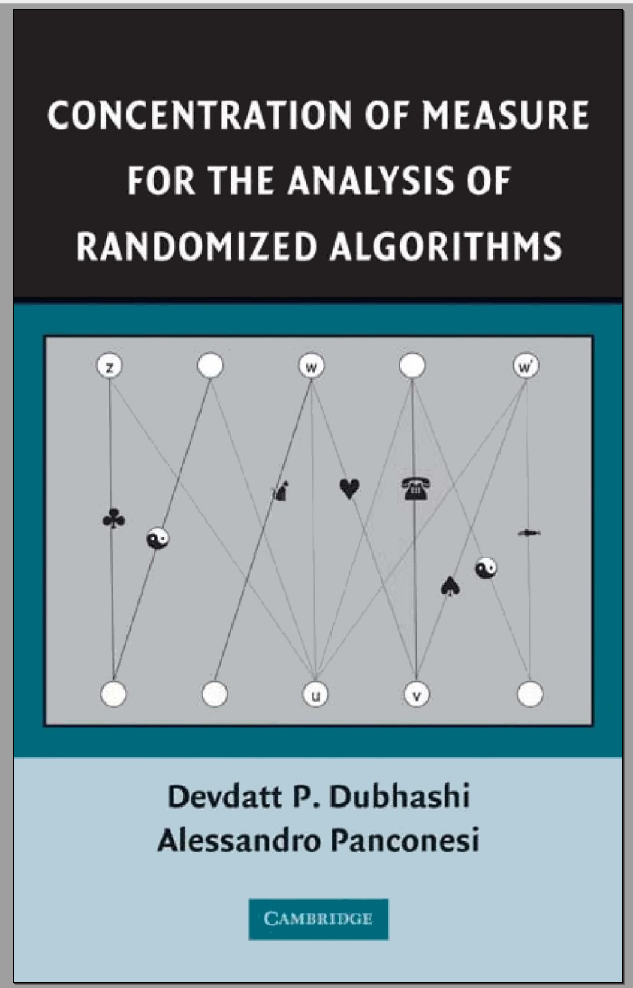 CONCENTRATION OF MEASURE
FOR THE ANALYSIS OF
RANDOMIZED ALGORITHMS
z w w'
u v
Devdatt P. Dubhashi
Alessandro Panconesi
CAMBRIDGE